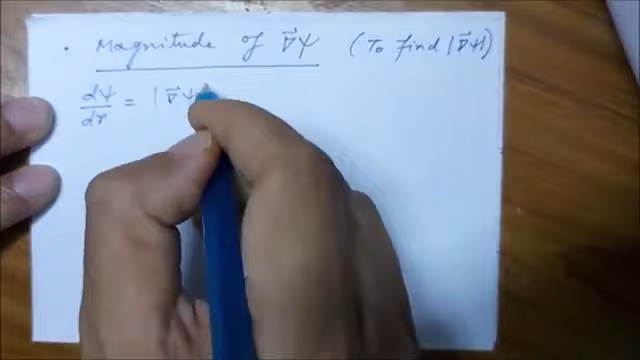 . Magnitude of ∇⃗ψ (To find |∇⃗ψ|)
dψ/dr = |∇⃗ψ